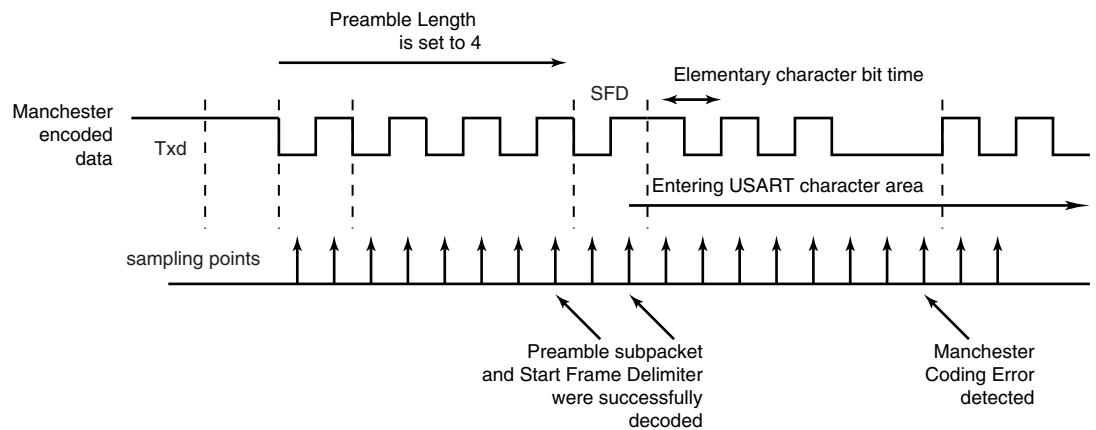 Preamble Length
is set to 4
Elementary character bit time
SFD
Manchester
encoded
data
Txd
Entering USART character area
sampling points
Preamble subpacket
and Start Frame Delimiter
were successfully
decoded
Manchester
Coding Error
detected